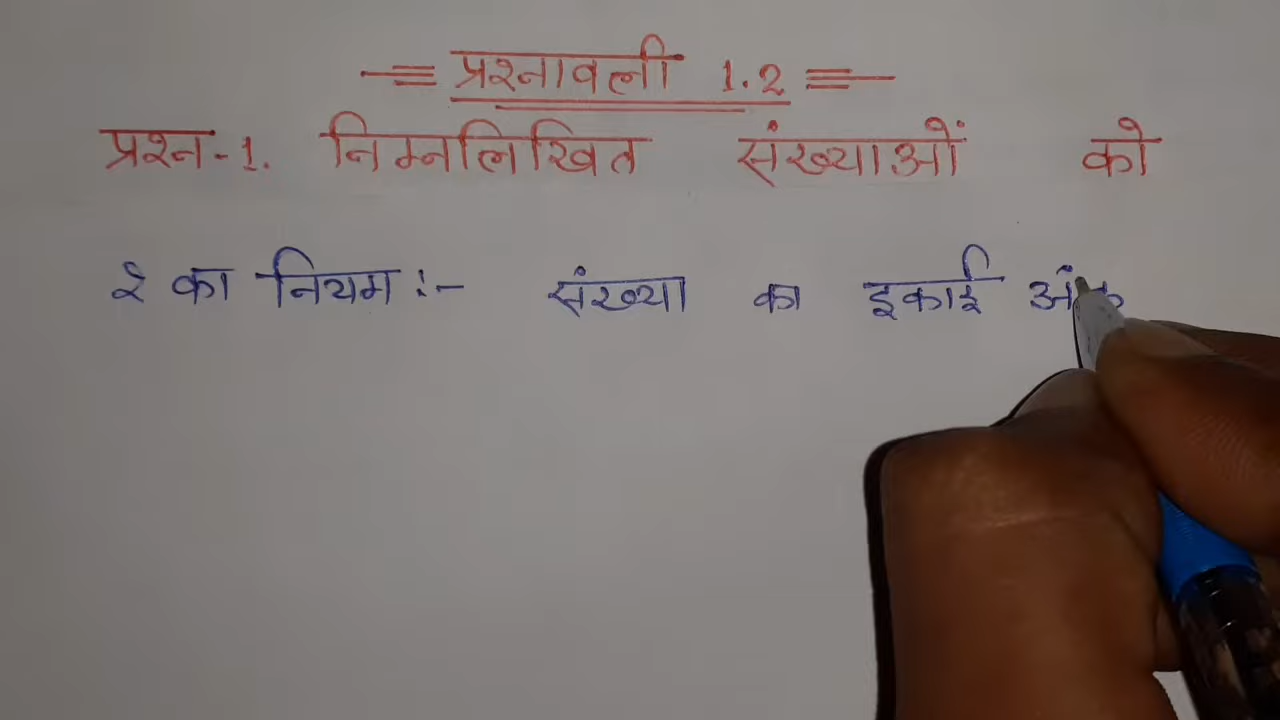 प्रश्नावली 1.2
प्रश्न-1. निम्नलिखित संख्याओं को
2 का नियम :- संख्या का इकाई अंक